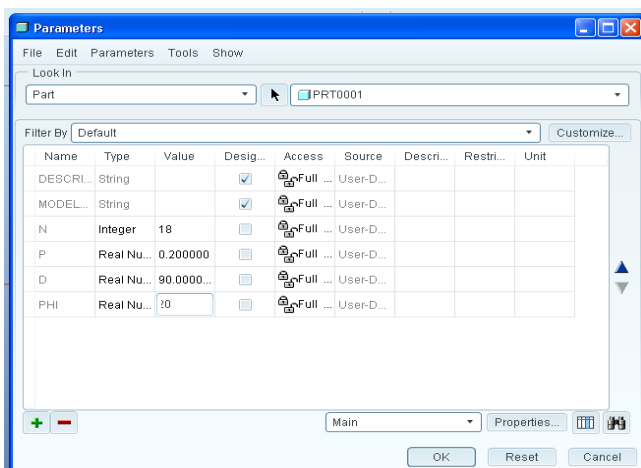 Parameters
File Edit Parameters Tools Show
Look In
Part PRT0001
Filter By Default Customize...
Name Type Value Desig... Access Source Descri... Restri... Unit
DESCRI... String Full ... User-D...
MODEL... String Full ... User-D...
N Integer 18 Full ... User-D...
P Real Nu... 0.200000 Full ... User-D...
D Real Nu... 90.0000... Full ... User-D...
PHI Real Nu... 20 Full ... User-D...
Main Properties...
OK Reset Cancel